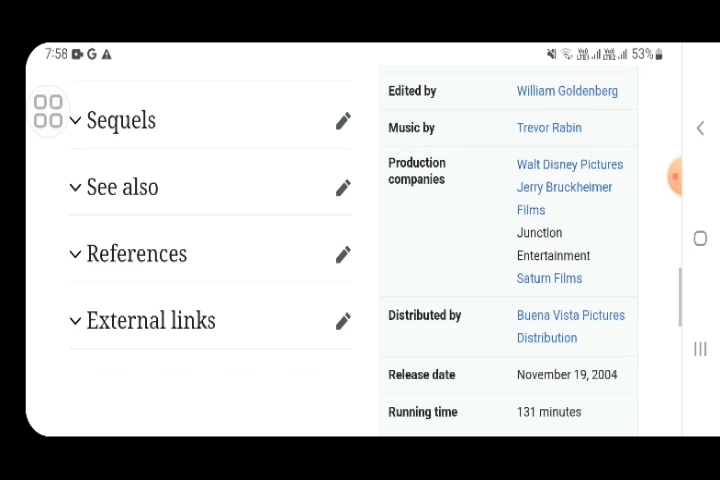 7:58 G 53%
Sequels
See also
References
External links
Edited by William Goldenberg
Music by Trevor Rabin
Production Walt Disney Pictures
companies Jerry Bruckheimer
Films
Junction
Entertainment
Saturn Films
Distributed by Buena Vista Pictures
Distribution
Release date November 19, 2004
Running time 131 minutes